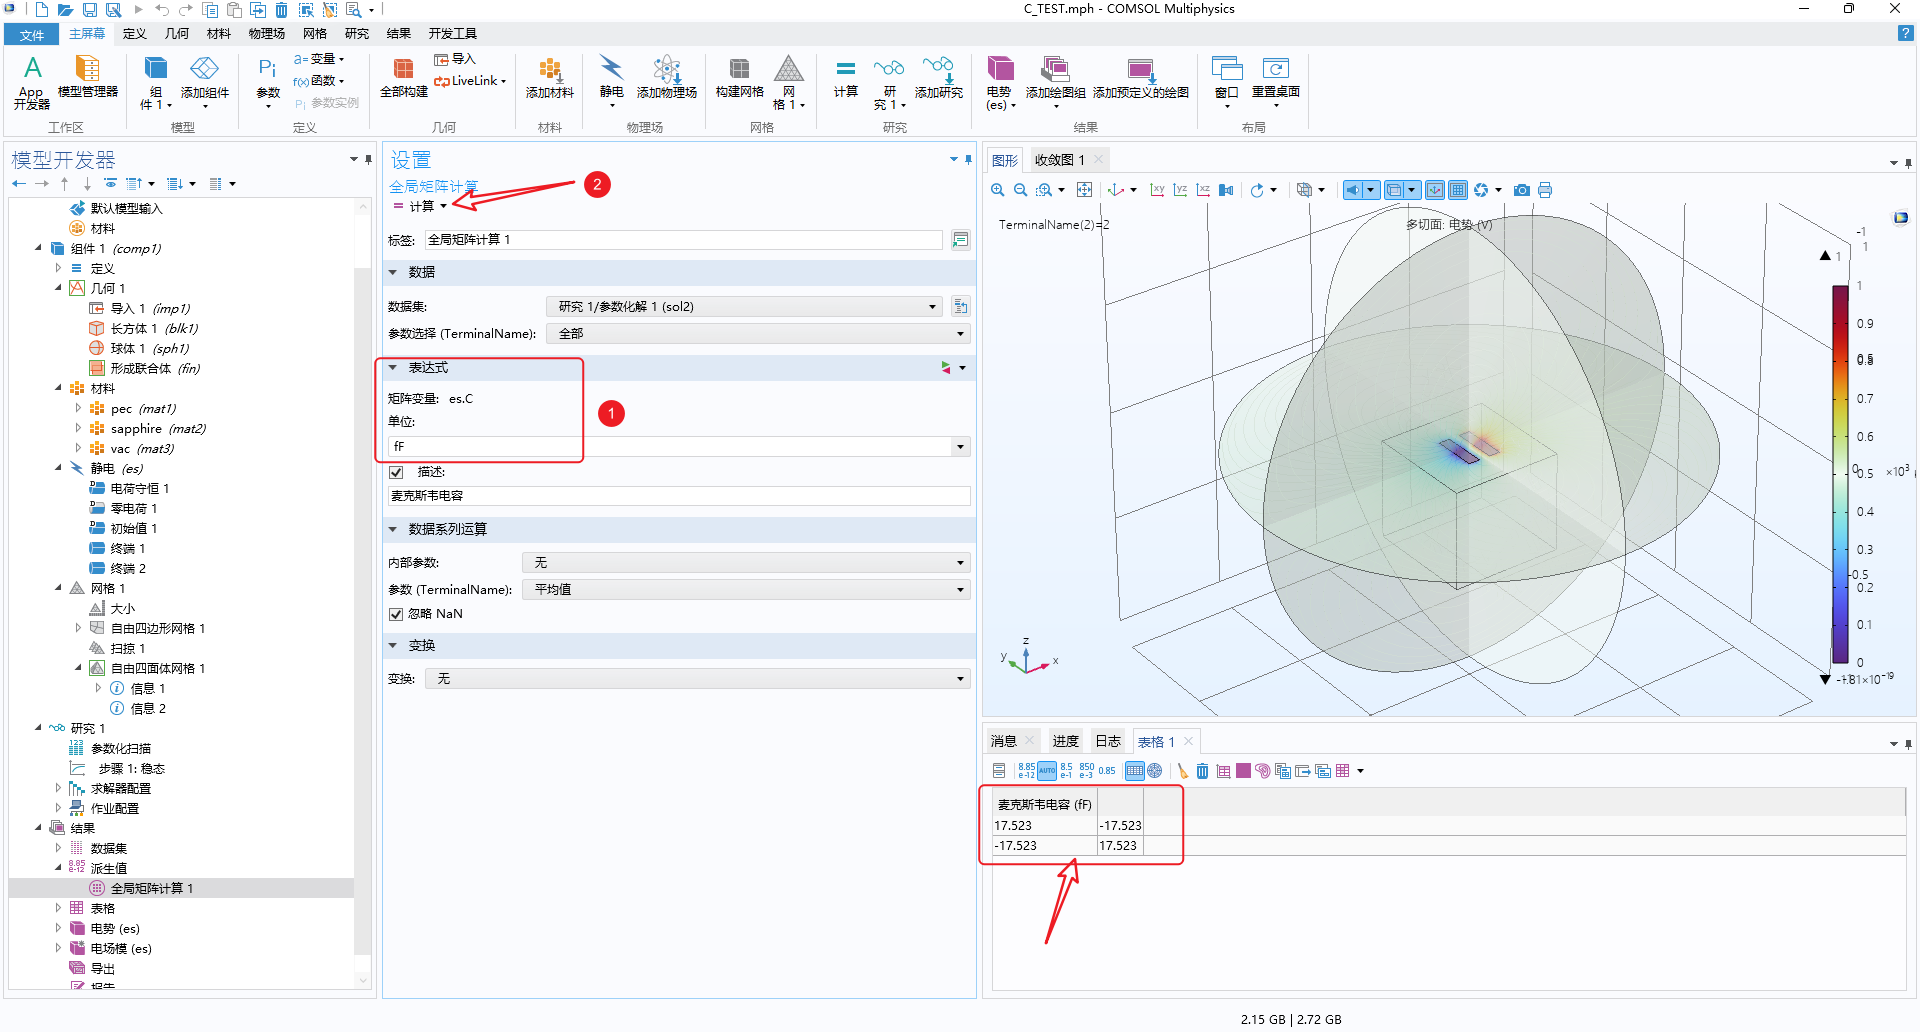 C_TEST.mph - COMSOL Multiphysics
文件 主屏幕 定义 几何 材料 物理场 网格 研究 结果 开发工具
App
开发器
模型管理器
工作区
组
件 1
添加组件
模型
Pi
参数
a= 变量
f(x) 函数
Pi 参数实例
定义
全部构建
导入
LiveLink
几何
添加材料
材料
静电
添加物理场
物理场
构建网格
网
格 1
网格
计算
研
究 1
添加研究
研究
电势
(es)
添加绘图组
添加预定义的绘图
结果
窗口
重置桌面
布局
模型开发器
默认模型输入
材料
组件 1 (comp1)
定义
几何 1
导入 1 (imp1)
长方体 1 (blk1)
球体 1 (sph1)
形成联合体 (fin)
材料
pec (mat1)
sapphire (mat2)
vac (mat3)
静电 (es)
电荷守恒 1
零电荷 1
初始值 1
终端 1
终端 2
网格 1
大小
自由四边形网格 1
扫掠 1
自由四面体网格 1
信息 1
信息 2
研究 1
参数化扫描
步骤 1: 稳态
求解器配置
作业配置
结果
数据集
派生值
全局矩阵计算 1
表格
电势 (es)
电场模 (es)
导出
报告
设置
全局矩阵计算
= 计算
2
标签: 全局矩阵计算 1
数据
数据集: 研究 1/参数化解 1 (sol2)
参数选择 (TerminalName): 全部
表达式
矩阵变量: es.C
单位:
fF
1
描述:
麦克斯韦电容
数据系列运算
内部参数: 无
参数 (TerminalName): 平均值
忽略 NaN
变换
变换: 无
图形 收敛图 1
xy yz xz
TerminalName(2)=2
多切面: 电势 (V)
-1
1
1
1
0.9
0.8
0.7
0.6
0.5
×10³
0.4
0.3
-0.5
0.2
0.1
0
z
y
x
消息 进度 日志 表格 1
8.85
e-12
AUTO
8.5
e-1
850
e-3
0.85
麦克斯韦电容 (fF)
17.523 -17.523
-17.523 17.523
2.15 GB | 2.72 GB